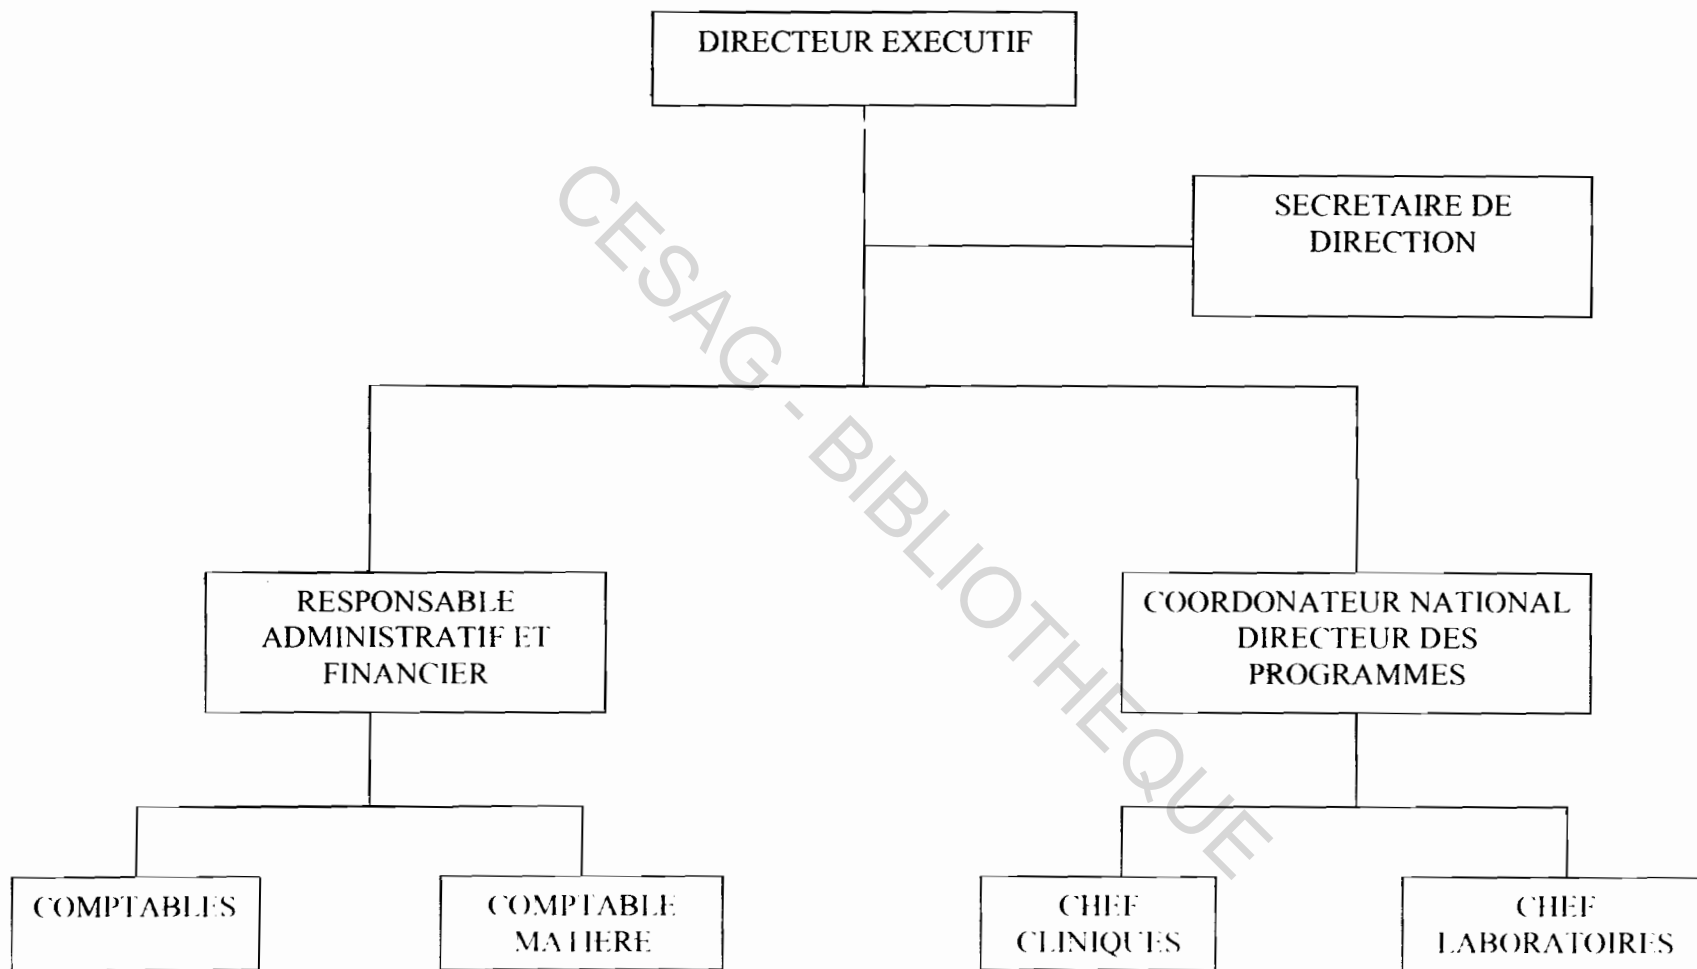 DIRECTEUR EXECUTIF
SECRETAIRE DE
DIRECTION
CESAG - BIBLIOTHEQUE
RESPONSABLE
ADMINISTRATIF ET
FINANCIER
COORDONATEUR NATIONAL
DIRECTEUR DES
PROGRAMMES
COMPTABLES
COMPTABLE
MATIERE
CHEF
CLINIQUES
CHEF
LABORATOIRES